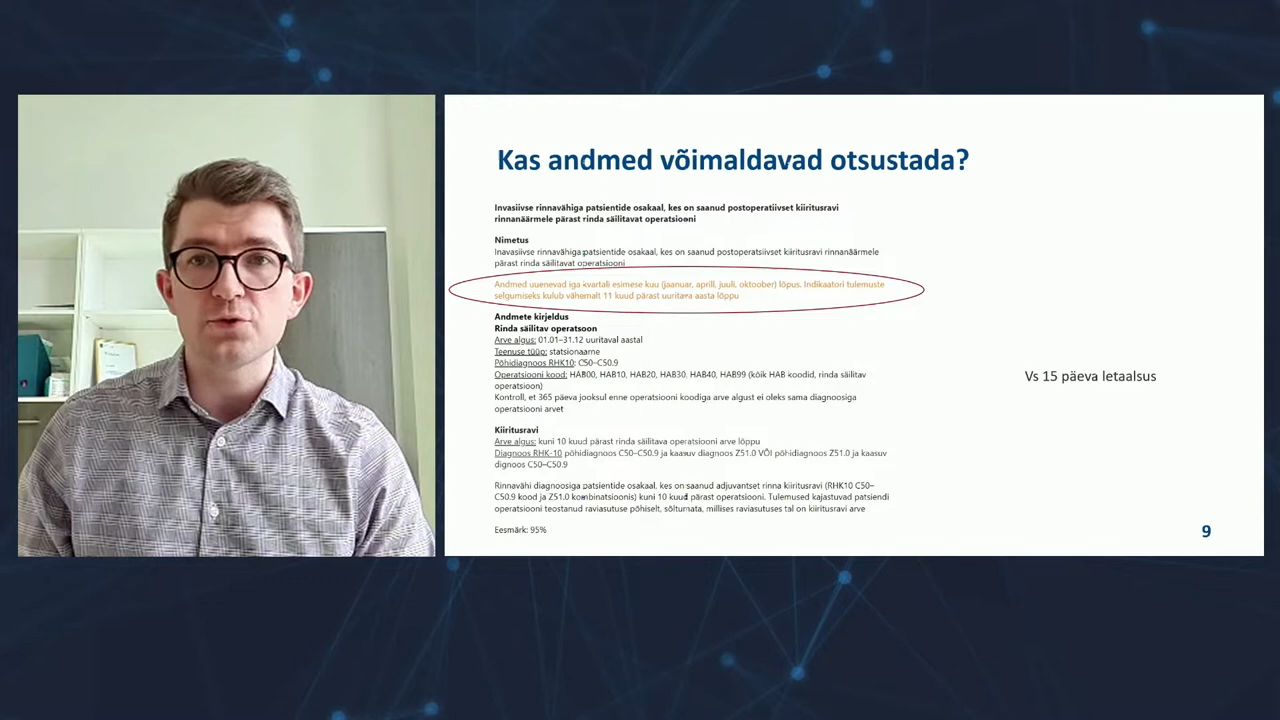 Kas andmed võimaldavad otsustada?
Invasiivse rinnavähiga patsientide osakaal, kes on saanud postoperatiivset kiiritusravi
rinnanäärmele pärast rinda säilitavat operatsiooni
Nimetus
Inavasiivse rinnavähiga patsientide osakaal, kes on saanud postoperatsiivset kiiritusravi rinnanäärmele
pärast rinda säilitavat operatsiooni
Andmed uuenevad iga kvartali esimese kuu (jaanuar, aprill, juuli, oktoober) lõpus. Indikaatori tulemuste
selgumiseks kulub vähemalt 11 kuud pärast uuritava aasta lõppu
Andmete kirjeldus
Rinda säilitav operatsoon
Arve algus: 01.01–31.12 uuritaval aastal
Teenuse tüüp: statsionaarne
Põhidiagnoos RHK10: C50–C50.9
Operatsiooni kood: HAB00, HAB10, HAB20, HAB30, HAB40, HAB99 (kõik HAB koodid, rinda säilitav
operatsioon)
Kontroll, et 365 päeva jooksul enne operatsiooni koodiga arve algust ei oleks sama diagnoosiga
operatsiooni arvet
Kiiritusravi
Arve algus: kuni 10 kuud pärast rinda säilitava operatsiooni arve lõppu
Diagnoos RHK-10 põhidiagnoos C50–C50.9 ja kaasuv diagnoos Z51.0 VÕI põhidiagnoos Z51.0 ja kaasuv
dignoos C50–C50.9
Rinnavähi diagnoosiga patsientide osakaal, kes on saanud adjuvantset rinna kiiritusravi (RHK10 C50–
C50.9 kood ja Z51.0 kombinatsioonis) kuni 10 kuud pärast operatsiooni. Tulemused kajastuvad patsiendi
operatsiooni teostanud raviasutuse põhiselt, sõltumata, millises raviasutuses tal on kiiritusravi arve
Eesmärk: 95%
Vs 15 päeva letaalsus
9